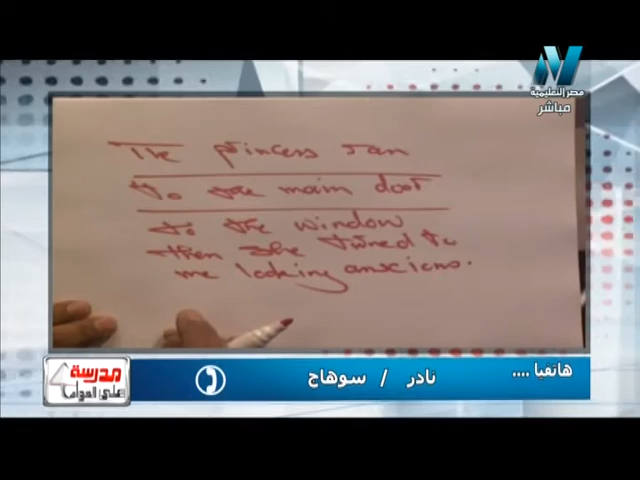 مصر التعليمية
مباشر
The princess ran
to the main door
to the window
then she turned to
me looking anxious.
هاتفيا ....
نادر / سوهاج
مدرسة
على الهواء